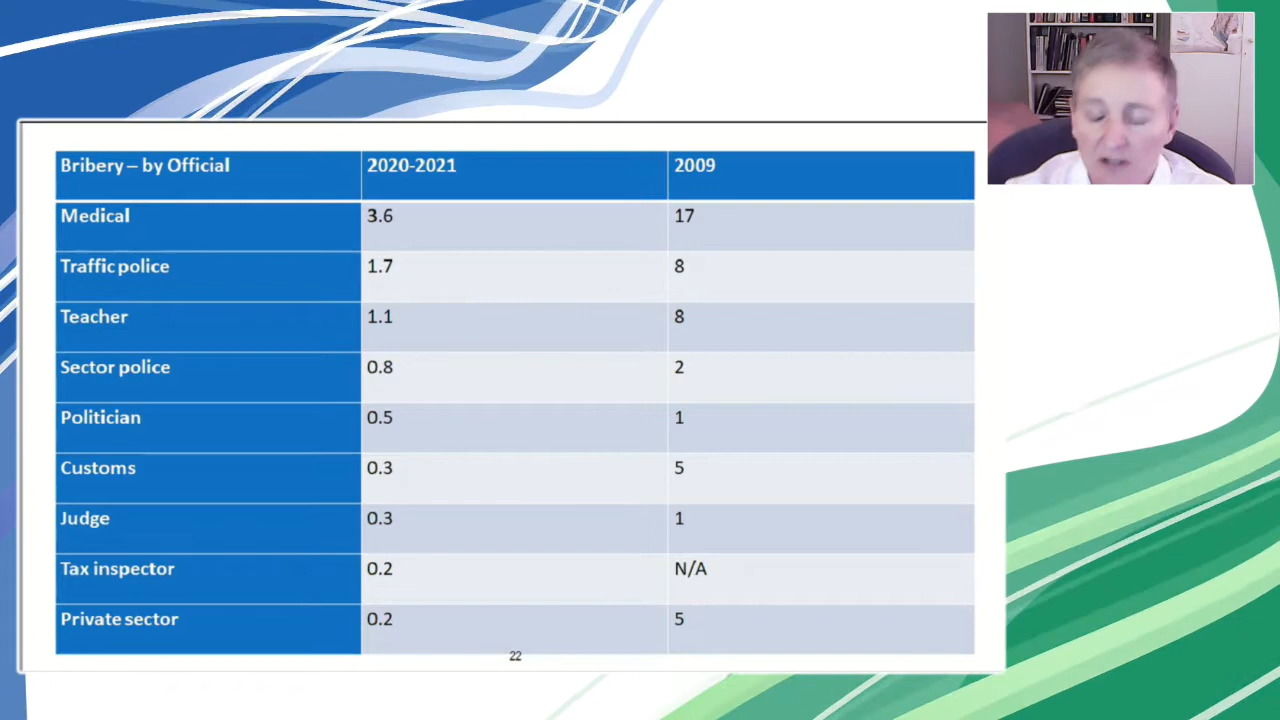 Bribery – by Official 2020-2021 2009
Medical 3.6 17
Traffic police 1.7 8
Teacher 1.1 8
Sector police 0.8 2
Politician 0.5 1
Customs 0.3 5
Judge 0.3 1
Tax inspector 0.2 N/A
Private sector 0.2 5
22